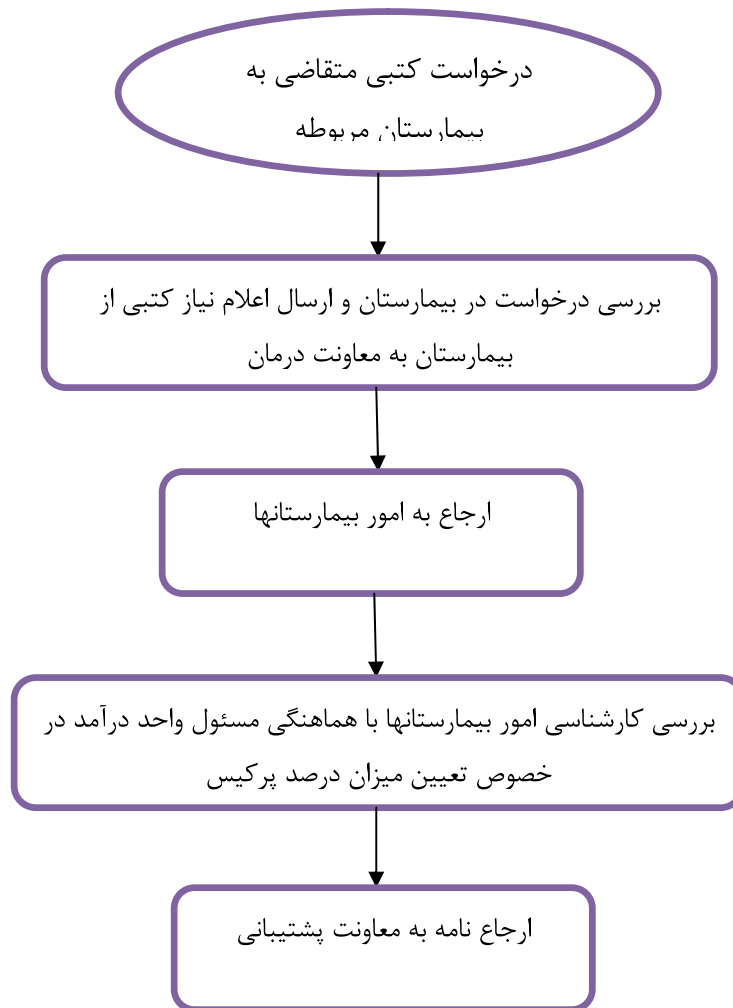 درخواست کتبی متقاضی به
بیمارستان مربوطه
بررسی درخواست در بیمارستان و ارسال اعلام نیاز کتبی از
بیمارستان به معاونت درمان
ارجاع به امور بیمارستانها
بررسی کارشناسی امور بیمارستانها با هماهنگی مسئول واحد درآمد در
خصوص تعیین میزان درصد پرکیس
ارجاع نامه به معاونت پشتیبانی